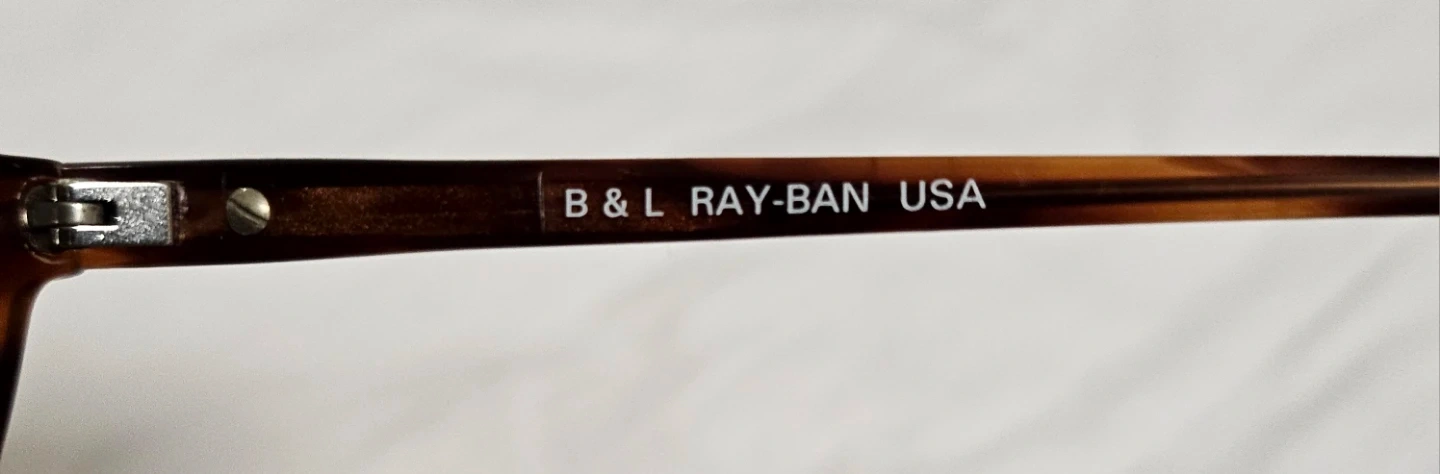 B & L RAY-BAN USA